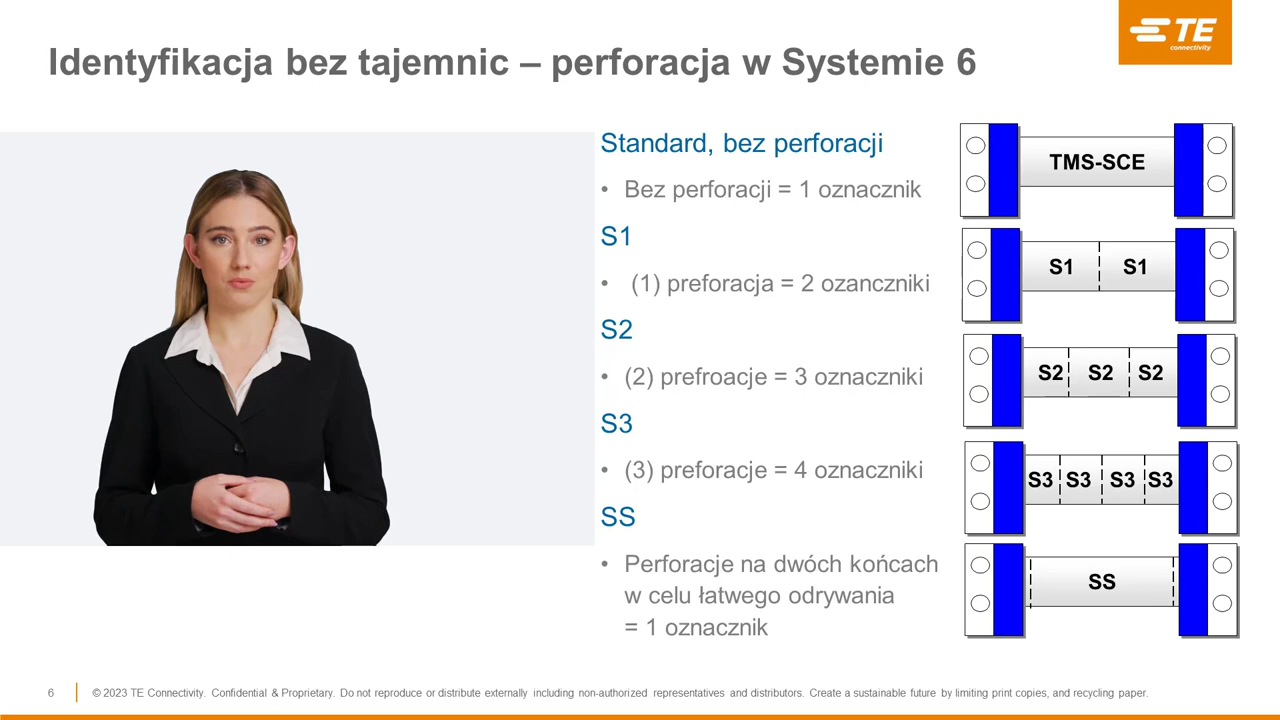 Identyfikacja bez tajemnic – perforacja w Systemie 6
TE
connectivity
Standard, bez perforacji
• Bez perforacji = 1 oznacznik
S1
• (1) preforacja = 2 ozanczniki
S2
• (2) prefroacje = 3 oznaczniki
S3
• (3) preforacje = 4 oznaczniki
SS
• Perforacje na dwóch końcach
w celu łatwego odrywania
= 1 oznacznik
TMS-SCE
S1 S1
S2 S2 S2
S3 S3 S3 S3
SS
6
© 2023 TE Connectivity. Confidential & Proprietary. Do not reproduce or distribute externally including non-authorized representatives and distributors. Create a sustainable future by limiting print copies, and recycling paper.